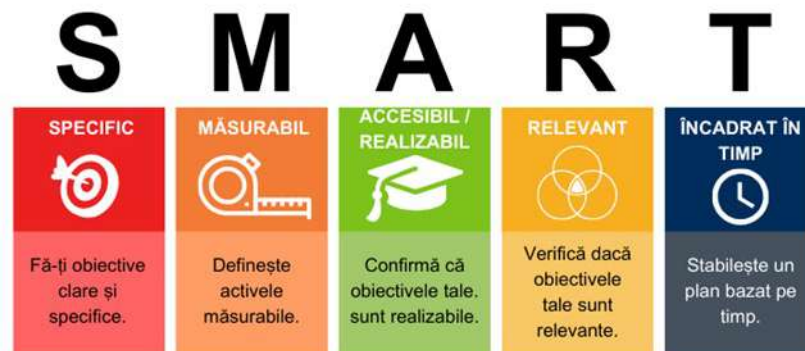 S M A R T
SPECIFIC
Fă-ți obiective
clare și
specifice.
MĂSURABIL
Definește
activele
măsurabile.
ACCESIBIL /
REALIZABIL
Confirmă că
obiectivele tale.
sunt realizabile.
RELEVANT
Verifică dacă
obiectivele
tale sunt
relevante.
ÎNCADRAT ÎN
TIMP
Stabilește un
plan bazat pe
timp.